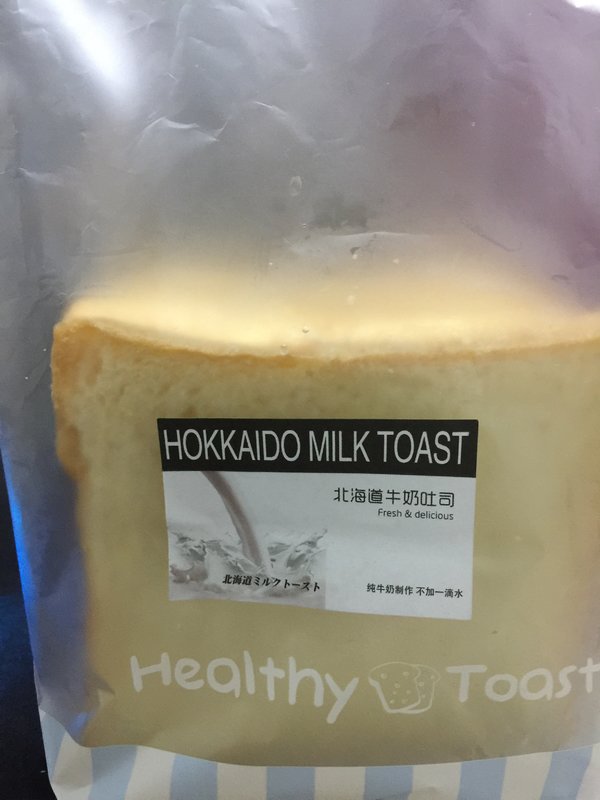 HOKKAIDO MILK TOAST
北海道牛奶吐司
Fresh & delicious
北海道ミルクトースト
纯牛奶制作 不加一滴水
Healthy Toast